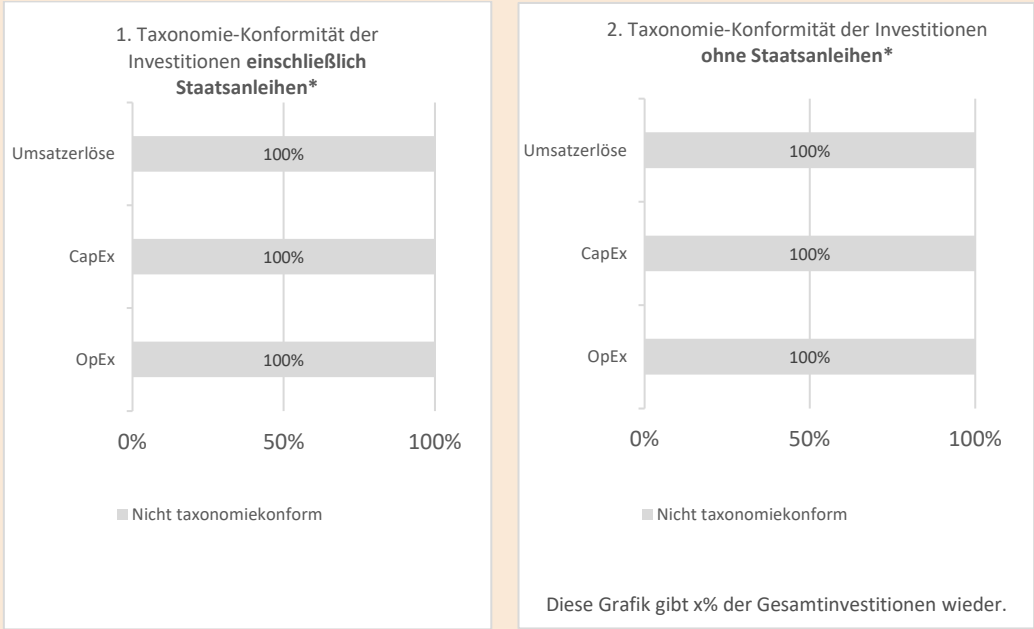 1. Taxonomie-Konformität der
Investitionen einschließlich
Staatsanleihen*
Umsatzerlöse
100%
CapEx
100%
OpEx
100%
0%
50%
100%
Nicht taxonomiekonform
2. Taxonomie-Konformität der Investitionen
ohne Staatsanleihen*
Umsatzerlöse
100%
CapEx
100%
OpEx
100%
0%
50%
100%
Nicht taxonomiekonform
Diese Grafik gibt x% der Gesamtinvestitionen wieder.